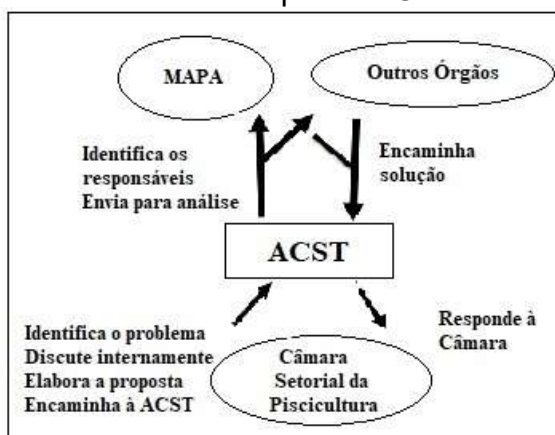 MAPA
Outros Órgãos
Identifica os
responsáveis
Envia para análise
Encaminha
solução
ACST
Identifica o problema
Discute internamente
Elabora a proposta
Encaminha à ACST
Câmara
Setorial da
Piscicultura
Responde à
Câmara